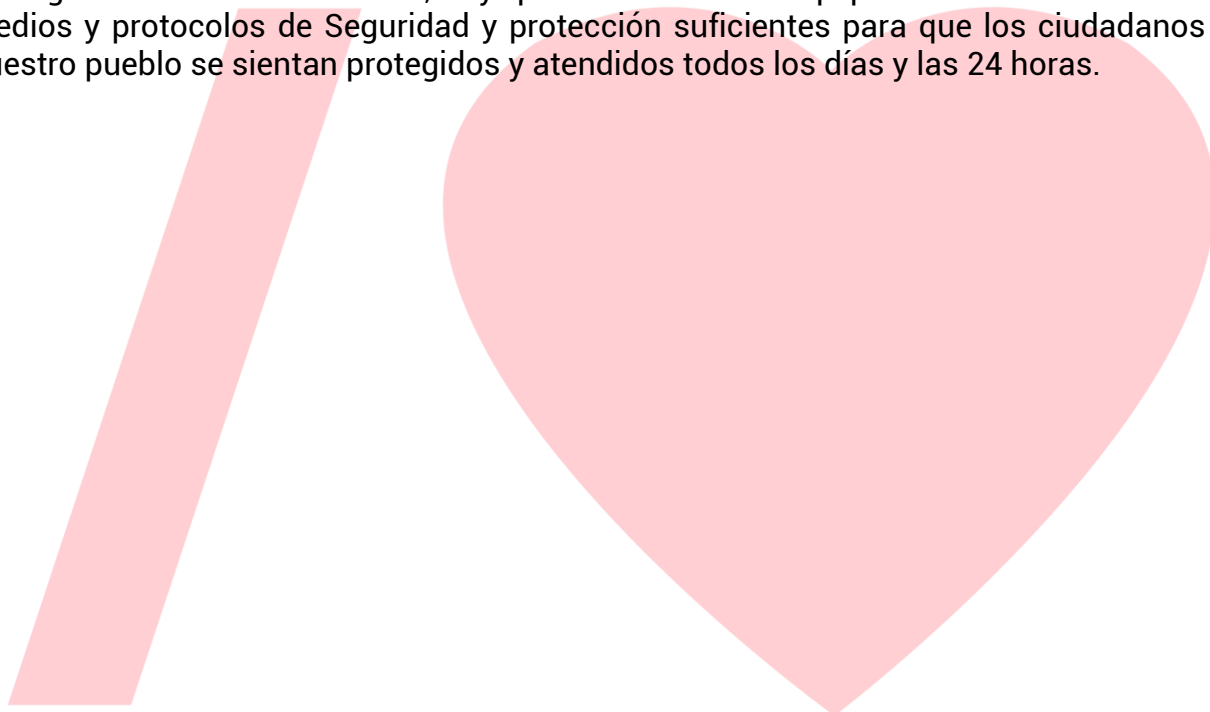 edios y protocolos de Seguridad y protección suficientes para que los ciudadanos
uestro pueblo se sientan protegidos y atendidos todos los días y las 24 horas.